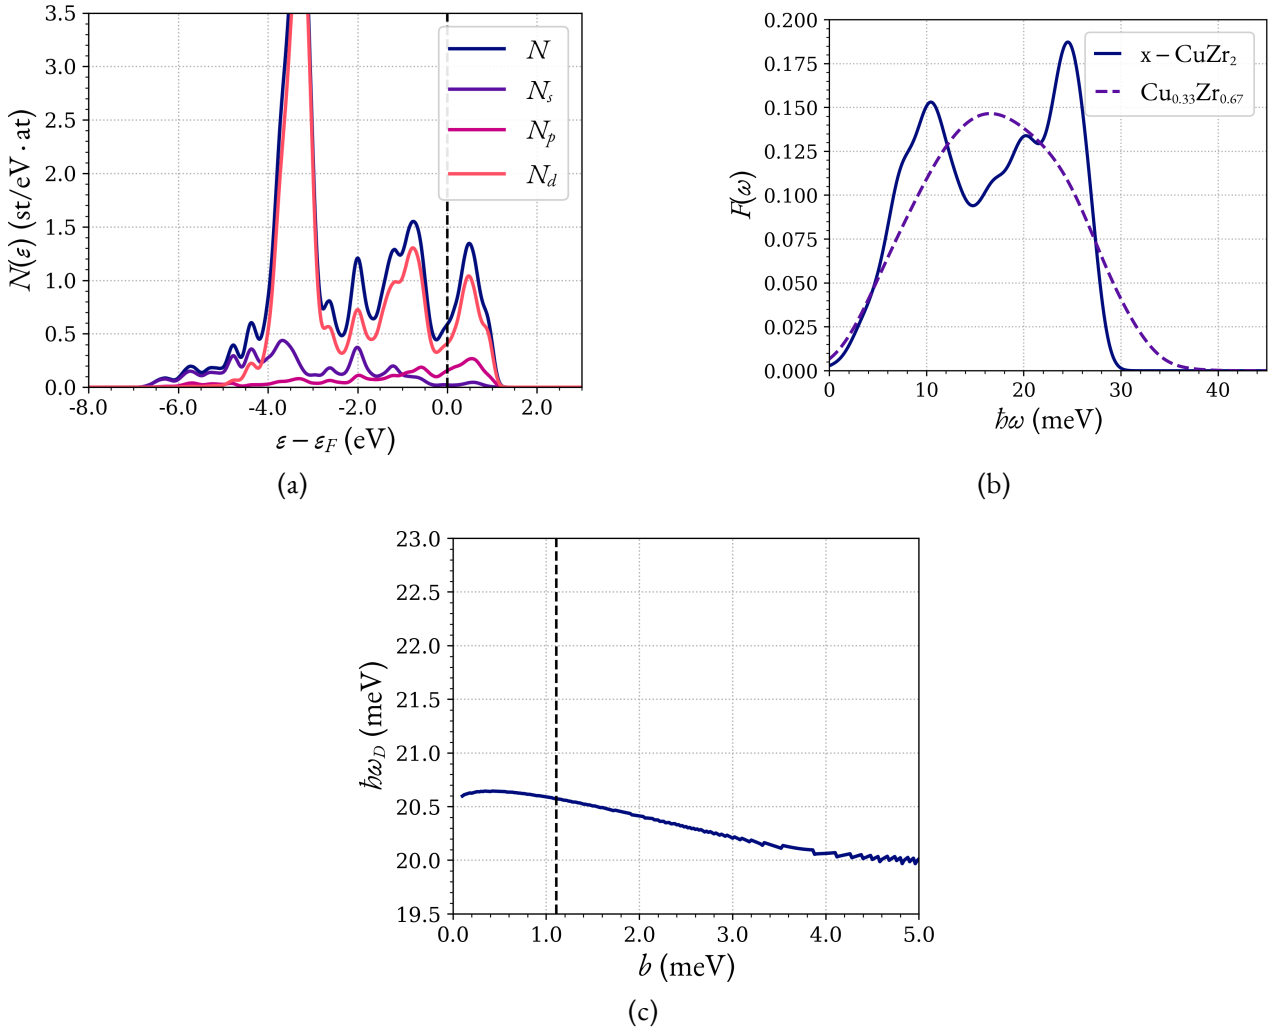 3.5
3.0
2.5
2.0
1.5
1.0
0.5
0.0
N(ε) (st/eV·at)
N
Nₛ
Nₚ
N_d
-8.0 -6.0 -4.0 -2.0 0.0 2.0
ε − ε_F (eV)
(a)
0.200
0.175
0.150
0.125
0.100
0.075
0.050
0.025
0.000
F(ω)
x − CuZr₂
Cu₀.₃₃Zr₀.₆₇
0 10 20 30 40
ħω (meV)
(b)
23.0
22.5
22.0
21.5
21.0
20.5
20.0
19.5
ħω_D (meV)
0.0 1.0 2.0 3.0 4.0 5.0
b (meV)
(c)